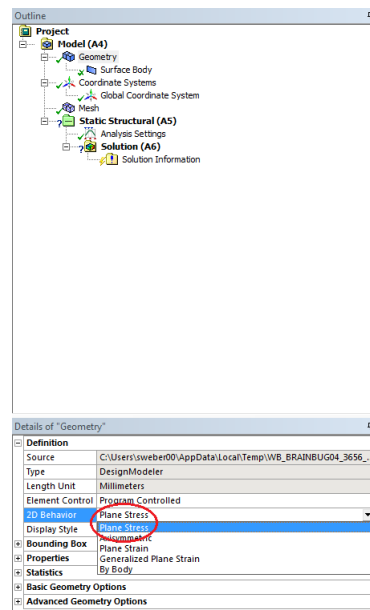 Outline
Project
Model (A4)
Geometry
Surface Body
Coordinate Systems
Global Coordinate System
Mesh
Static Structural (A5)
Analysis Settings
Solution (A6)
Solution Information
Details of "Geometry"
Definition
Source C:\Users\sweber00\AppData\Local\Temp\WB_BRAINBUG04_3656_...
Type DesignModeler
Length Unit Millimeters
Element Control Program Controlled
2D Behavior Plane Stress
Display Style Plane Stress
Axisymmetric
Bounding Box Plane Strain
Properties Generalized Plane Strain
Statistics By Body
Basic Geometry Options
Advanced Geometry Options